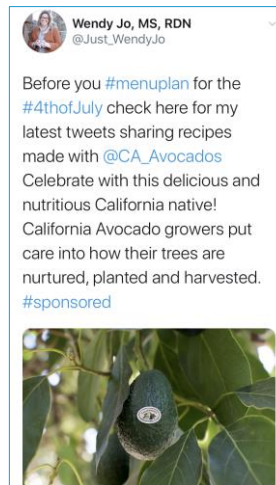 Wendy Jo, MS, RDN
@Just_WendyJo
Before you #menuplan for the
#4thofJuly check here for my
latest tweets sharing recipes
made with @CA_Avocados
Celebrate with this delicious and
nutritious California native!
California Avocado growers put
care into how their trees are
nurtured, planted and harvested.
#sponsored